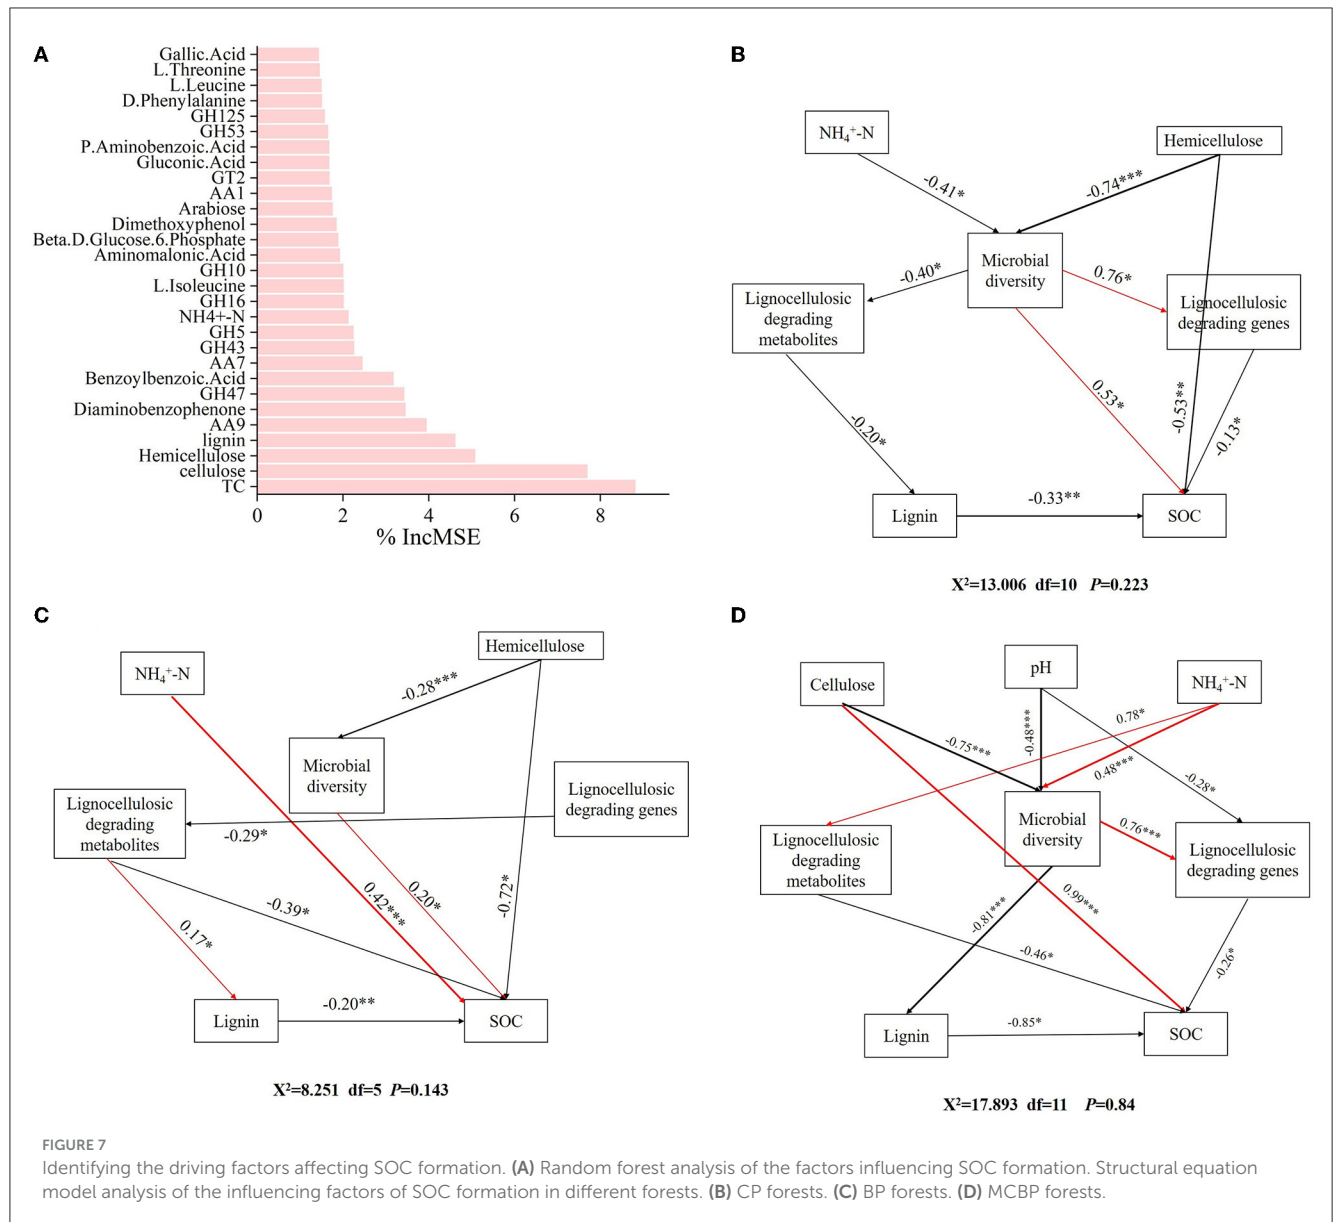 A
Gallic.Acid
L.Threonine
L.Leucine
D.Phenylalanine
GH125
GH53
P.Aminobenzoic.Acid
Gluconic.Acid
GT2
AA1
Arabiose
Dimethoxyphenol
Beta.D.Glucose.6.Phosphate
Aminomalonic.Acid
GH10
L.Isoleucine
GH16
NH4+-N
GH5
GH43
AA7
Benzoylbenzoic.Acid
GH47
Diaminobenzophenone
AA9
lignin
Hemicellulose
cellulose
TC
0 2 4 6 8
% IncMSE
B
NH₄⁺-N
Hemicellulose
-0.41*
-0.74***
Microbial
diversity
-0.40*
0.76*
Lignocellulosic
degrading
metabolites
Lignocellulosic
degrading genes
0.53*
-0.53**
-0.13*
-0.20*
Lignin
-0.33**
SOC
X²=13.006 df=10 P=0.223
C
NH₄⁺-N
Hemicellulose
-0.28***
Microbial
diversity
Lignocellulosic
degrading
metabolites
Lignocellulosic
degrading genes
-0.29*
0.17*
-0.39*
0.42***
0.20*
-0.72*
Lignin
-0.20**
SOC
X²=8.251 df=5 P=0.143
D
Cellulose
pH
NH₄⁺-N
-0.75***
-0.48***
0.78*
0.48***
-0.28*
Microbial
diversity
0.76***
Lignocellulosic
degrading
metabolites
Lignocellulosic
degrading genes
0.99***
-0.81***
-0.46*
-0.26*
Lignin
-0.85*
SOC
X²=17.893 df=11 P=0.84
FIGURE 7
Identifying the driving factors affecting SOC formation. (A) Random forest analysis of the factors influencing SOC formation. Structural equation
model analysis of the influencing factors of SOC formation in different forests. (B) CP forests. (C) BP forests. (D) MCBP forests.